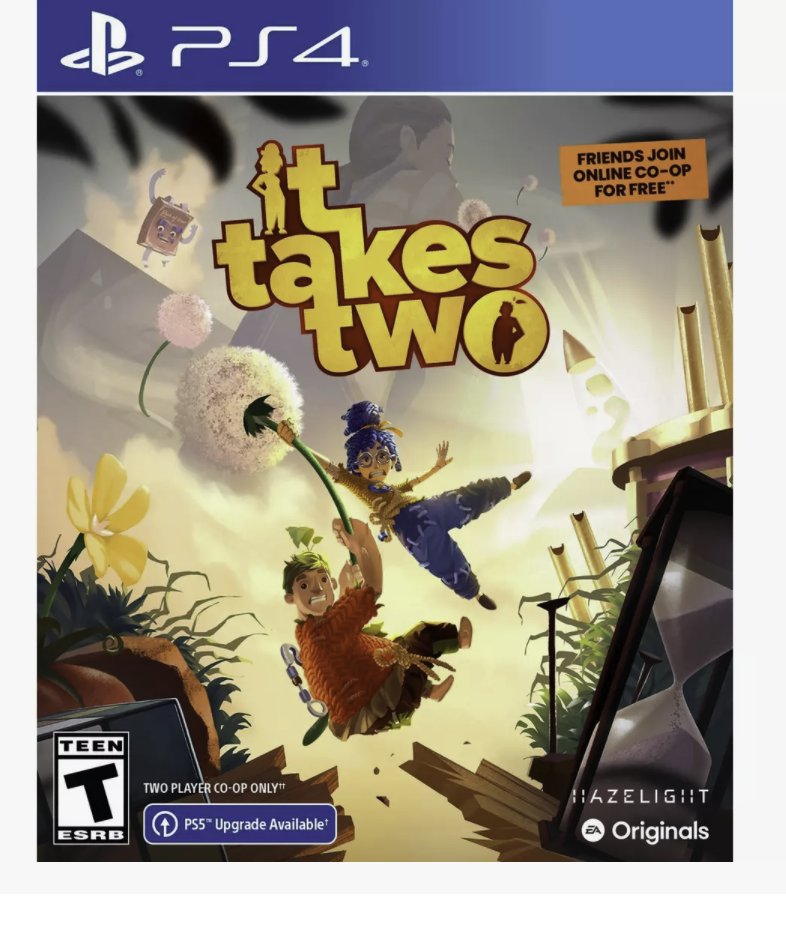 PS4
it
takes
two
FRIENDS JOIN
ONLINE CO-OP
FOR FREE**
TEEN
T
ESRB
TWO PLAYER CO-OP ONLY††
PS5™ Upgrade Available†
HAZELIGHT
EA Originals